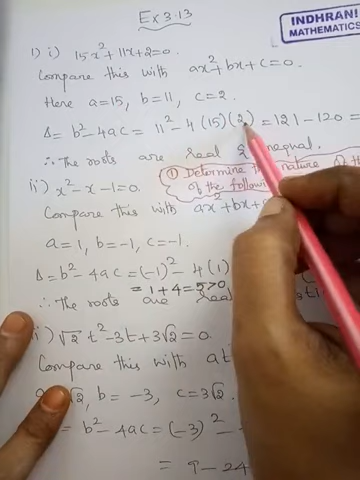 Ex 3.13
INDHRANI
MATHEMATICS
1) i) 15x²+11x+2=0.
Compare this with ax²+bx+c=0.
Here a=15, b=11, c=2.
Δ= b²-4ac = 11²-4(15)(2)=121-120=
∴ The roots are real & unequal.
① Determine the nature of the
of the following
ii) x²-x-1=0.
Compare this with ax²+bx+
a=1, b=-1, c=-1.
Δ=b²-4ac=(-1)²-4(1)
=1+4=5>0
∴ The roots are real
i) √2 t²-3t+3√2=0
Compare this with at
√2, b=-3, c=3√2.
= b²-4ac=(-3)²-
= 9-24